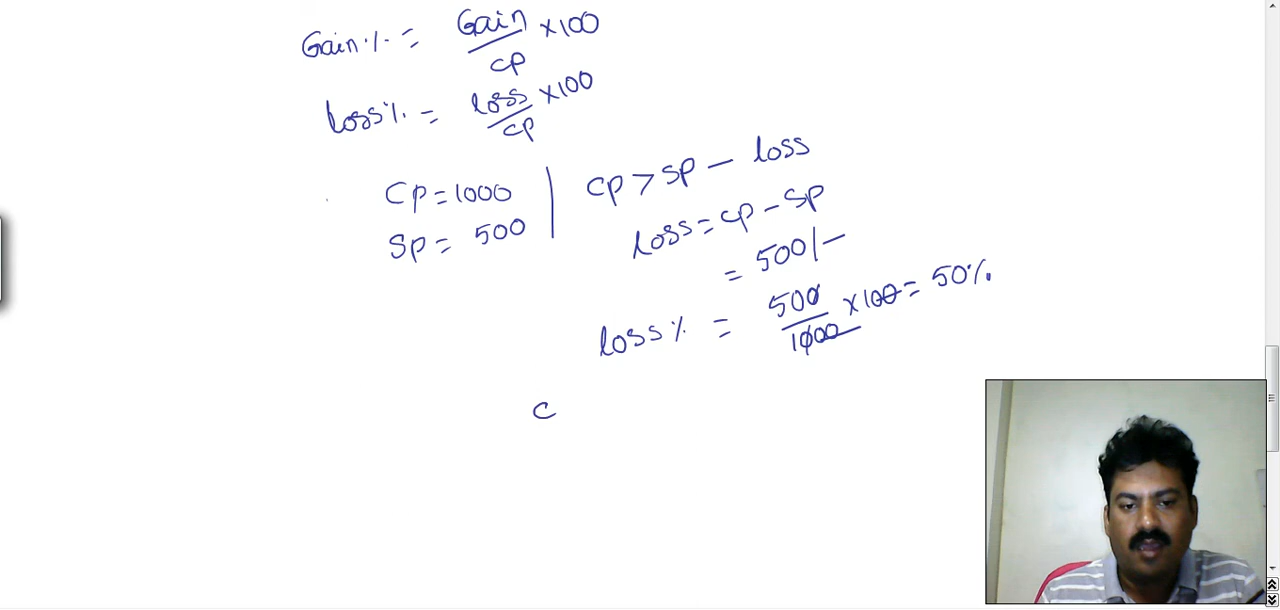 Gain % = Gain/CP × 100
Loss % = Loss/CP × 100
CP = 1000
SP = 500
CP > SP – loss
Loss = CP – SP
= 500/–
loss % = 500/1000 × 100 = 50%
C